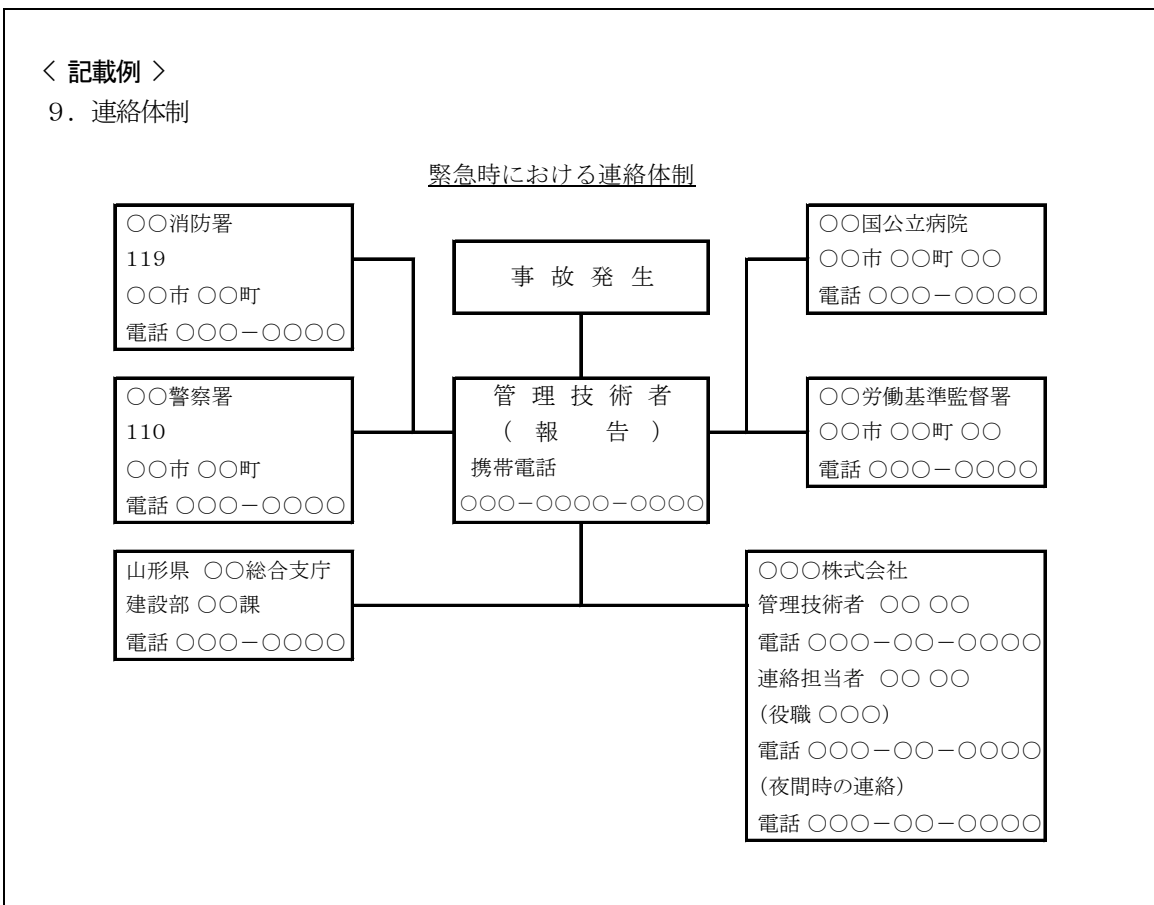 < 記載例 >
９．連絡体制
緊急時における連絡体制
○○消防署
119
○○市 ○○町
電話 ○○○－○○○○
○○警察署
110
○○市 ○○町
電話 ○○○－○○○○
山形県 ○○総合支庁
建設部 ○○課
電話 ○○○－○○○○
事 故 発 生
管 理 技 術 者
（ 報 告 ）
携帯電話
○○○－○○○○－○○○○
○○国公立病院
○○市 ○○町 ○○
電話 ○○○－○○○○
○○労働基準監督署
○○市 ○○町 ○○
電話 ○○○－○○○○
○○○株式会社
管理技術者 ○○ ○○
電話 ○○○－○○－○○○○
連絡担当者 ○○ ○○
（役職 ○○○）
電話 ○○○－○○－○○○○
（夜間時の連絡）
電話 ○○○－○○－○○○○